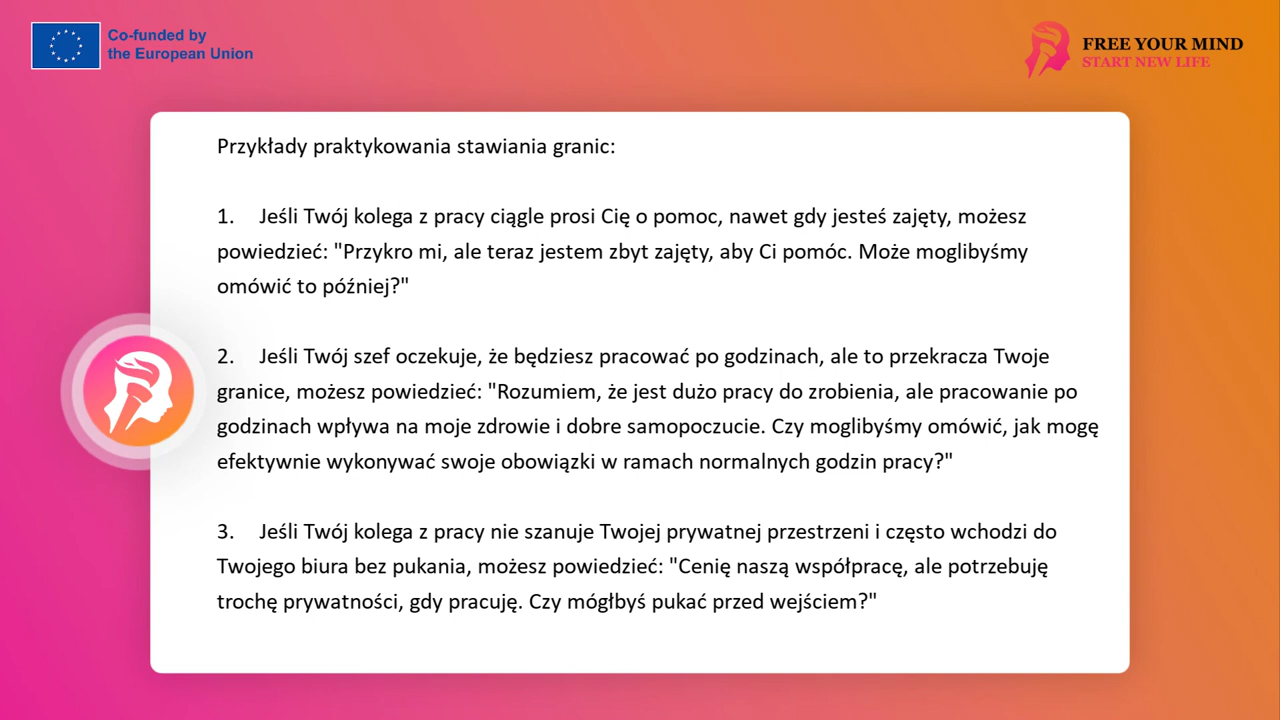 Co-funded by
the European Union
FREE YOUR MIND
START NEW LIFE
Przykłady praktykowania stawiania granic:
1. Jeśli Twój kolega z pracy ciągle prosi Cię o pomoc, nawet gdy jesteś zajęty, możesz
powiedzieć: "Przykro mi, ale teraz jestem zbyt zajęty, aby Ci pomóc. Może moglibyśmy
omówić to później?"
2. Jeśli Twój szef oczekuje, że będziesz pracować po godzinach, ale to przekracza Twoje
granice, możesz powiedzieć: "Rozumiem, że jest dużo pracy do zrobienia, ale pracowanie po
godzinach wpływa na moje zdrowie i dobre samopoczucie. Czy moglibyśmy omówić, jak mogę
efektywnie wykonywać swoje obowiązki w ramach normalnych godzin pracy?"
3. Jeśli Twój kolega z pracy nie szanuje Twojej prywatnej przestrzeni i często wchodzi do
Twojego biura bez pukania, możesz powiedzieć: "Cenię naszą współpracę, ale potrzebuję
trochę prywatności, gdy pracuję. Czy mógłbyś pukać przed wejściem?"